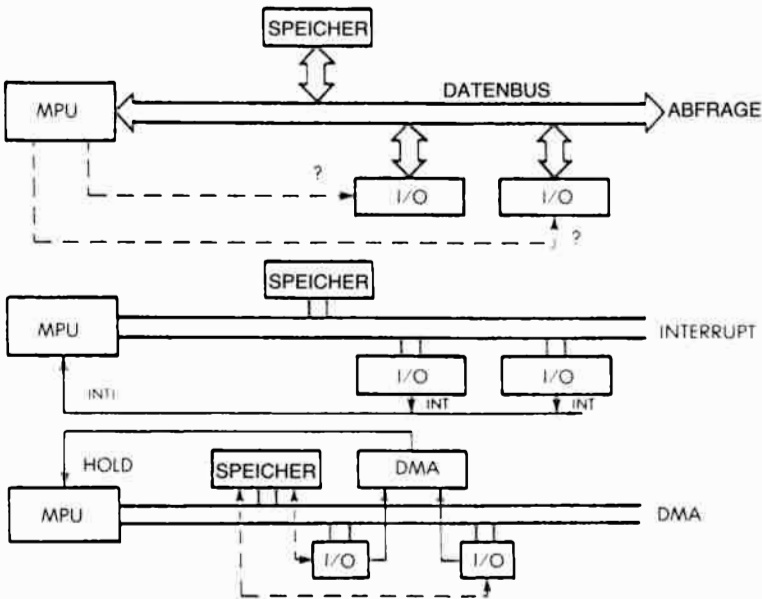 SPEICHER
MPU
DATENBUS
ABFRAGE
?
I/O
I/O
?
SPEICHER
MPU
INTERRUPT
I/O
I/O
INT
INT
INT
HOLD
SPEICHER
DMA
MPU
DMA
I/O
I/O